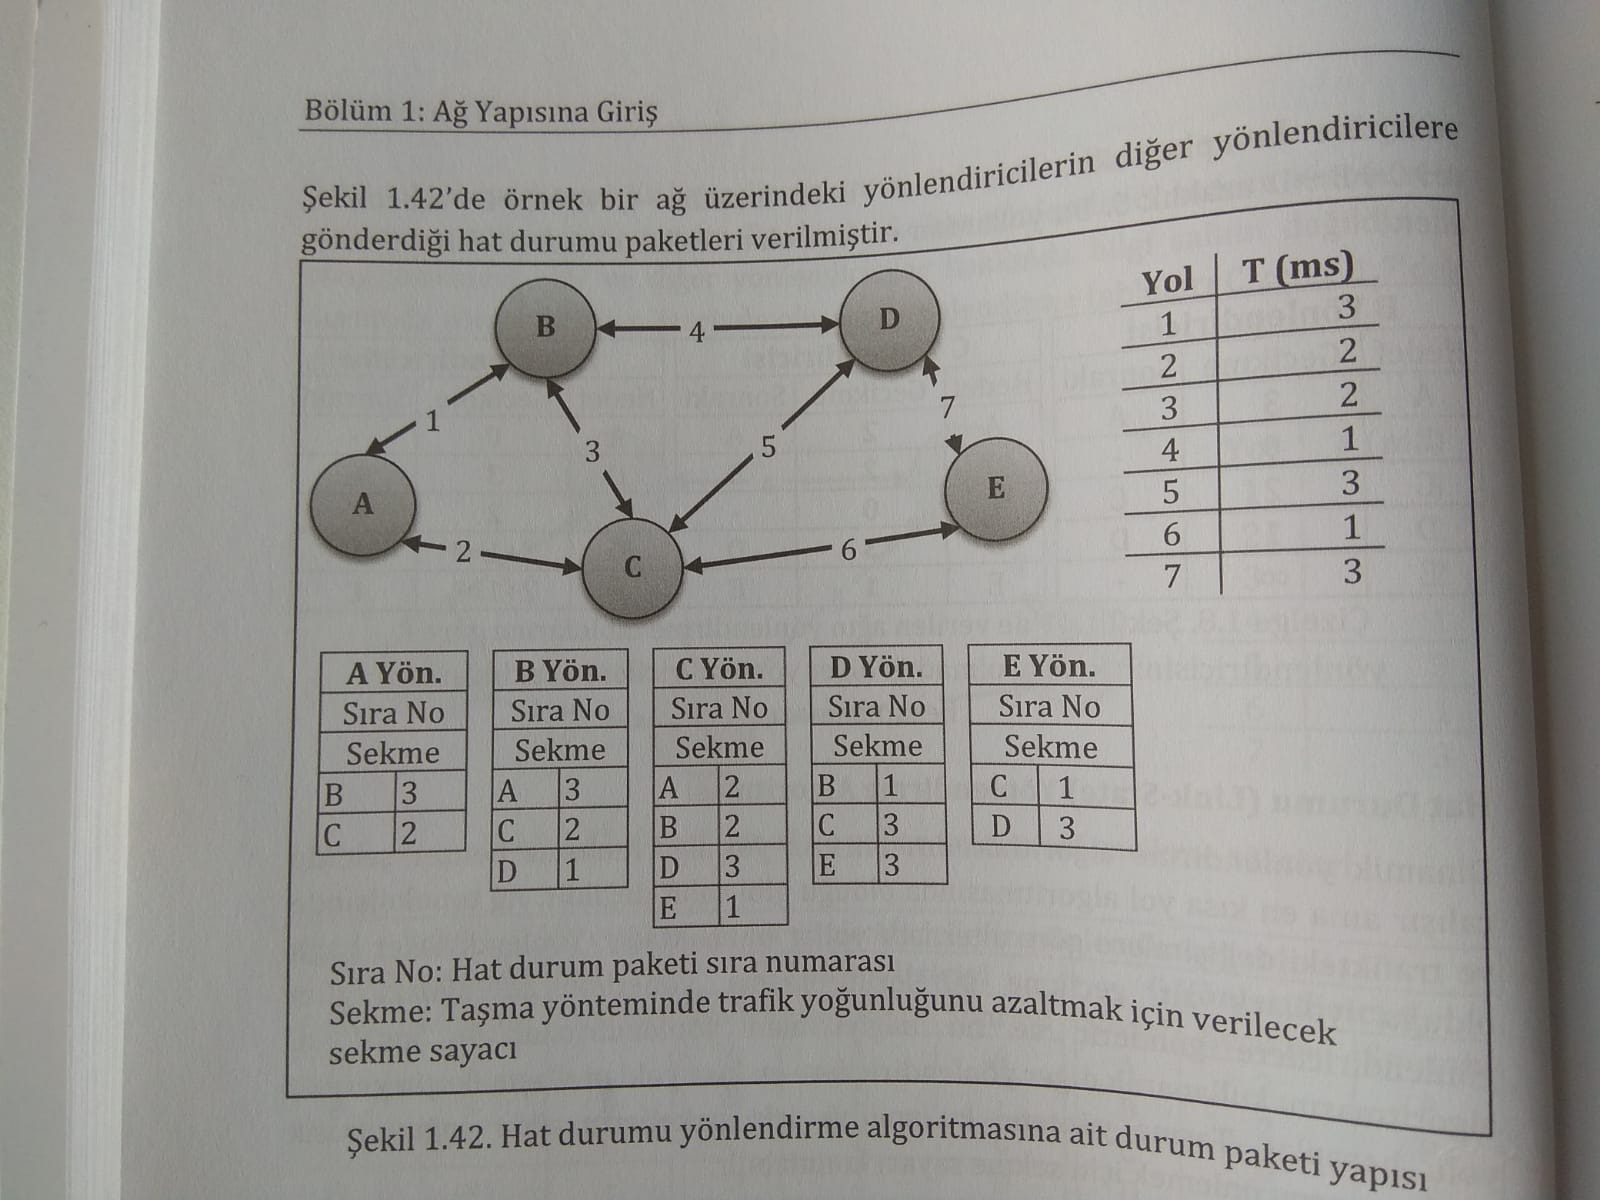 Bölüm 1: Ağ Yapısına Giriş
Şekil 1.42'de örnek bir ağ üzerindeki yönlendiricilerin diğer yönlendiricilere
gönderdiği hat durumu paketleri verilmiştir.
B
4
D
1
3
5
7
A
2
C
6
E
Yol T (ms)
1 3
2 2
3 2
4 1
5 3
6 1
7 3
A Yön.
Sıra No
Sekme
B 3
C 2
B Yön.
Sıra No
Sekme
A 3
C 2
D 1
C Yön.
Sıra No
Sekme
A 2
B 2
D 3
E 1
D Yön.
Sıra No
Sekme
B 1
C 3
E 3
E Yön.
Sıra No
Sekme
C 1
D 3
Sıra No: Hat durum paketi sıra numarası
Sekme: Taşma yönteminde trafik yoğunluğunu azaltmak için verilecek
sekme sayacı
Şekil 1.42. Hat durumu yönlendirme algoritmasına ait durum paketi yapısı